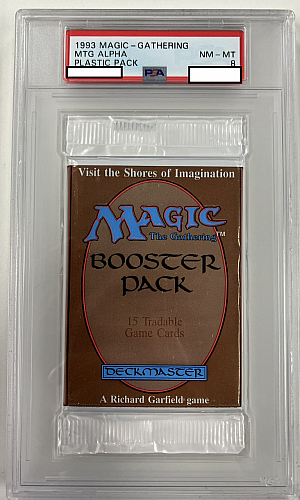 1993 MAGIC-GATHERING
MTG ALPHA NM-MT
PLASTIC PACK 8
PSA
Visit the Shores of Imagination
MAGIC
The Gathering™
BOOSTER
PACK
15 Tradable
Game Cards
DECKMASTER
A Richard Garfield game